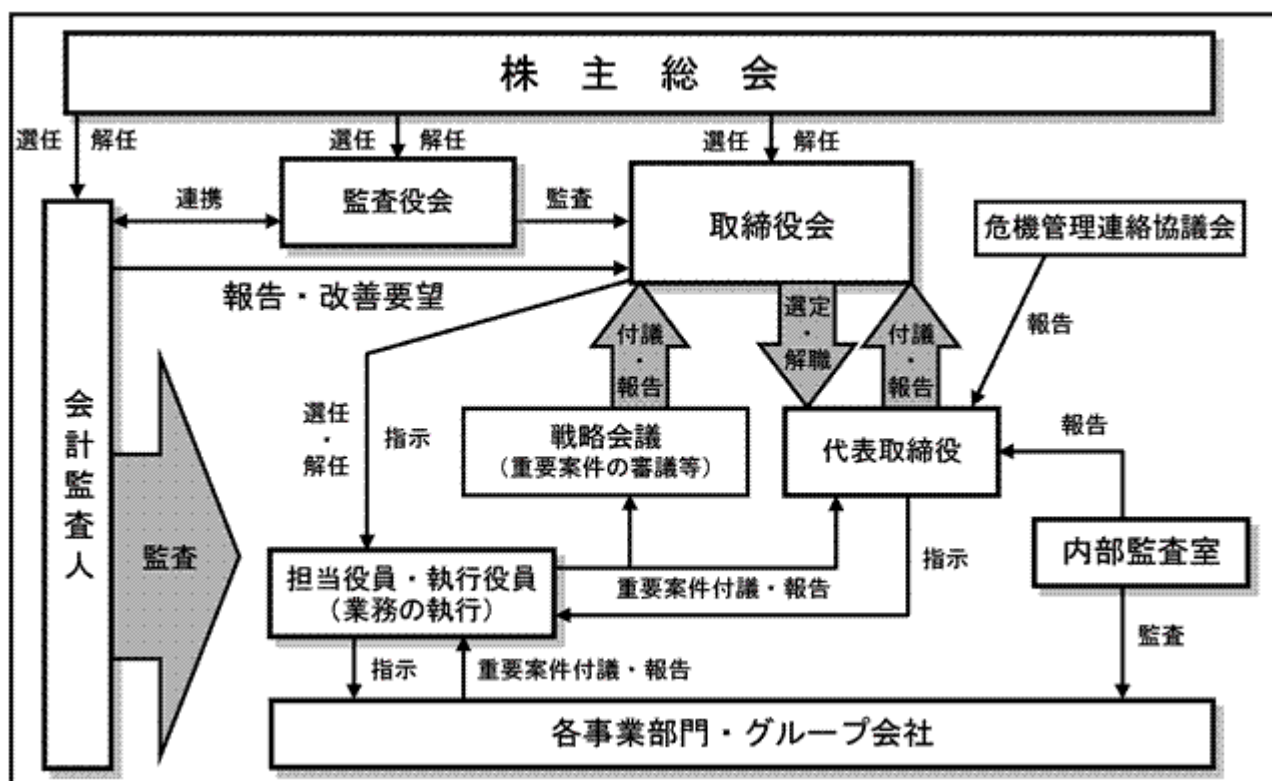 株主総会
選任 解任
選任 解任
選任 解任
監査役会
連携
監査
取締役会
危機管理連絡協議会
報告・改善要望
報告
付議・報告
選定・解職
付議・報告
会計監査人
監査
選任・解任
指示
戦略会議
(重要案件の審議等)
代表取締役
報告
内部監査室
担当役員・執行役員
(業務の執行)
重要案件付議・報告
指示
監査
指示
重要案件付議・報告
各事業部門・グループ会社